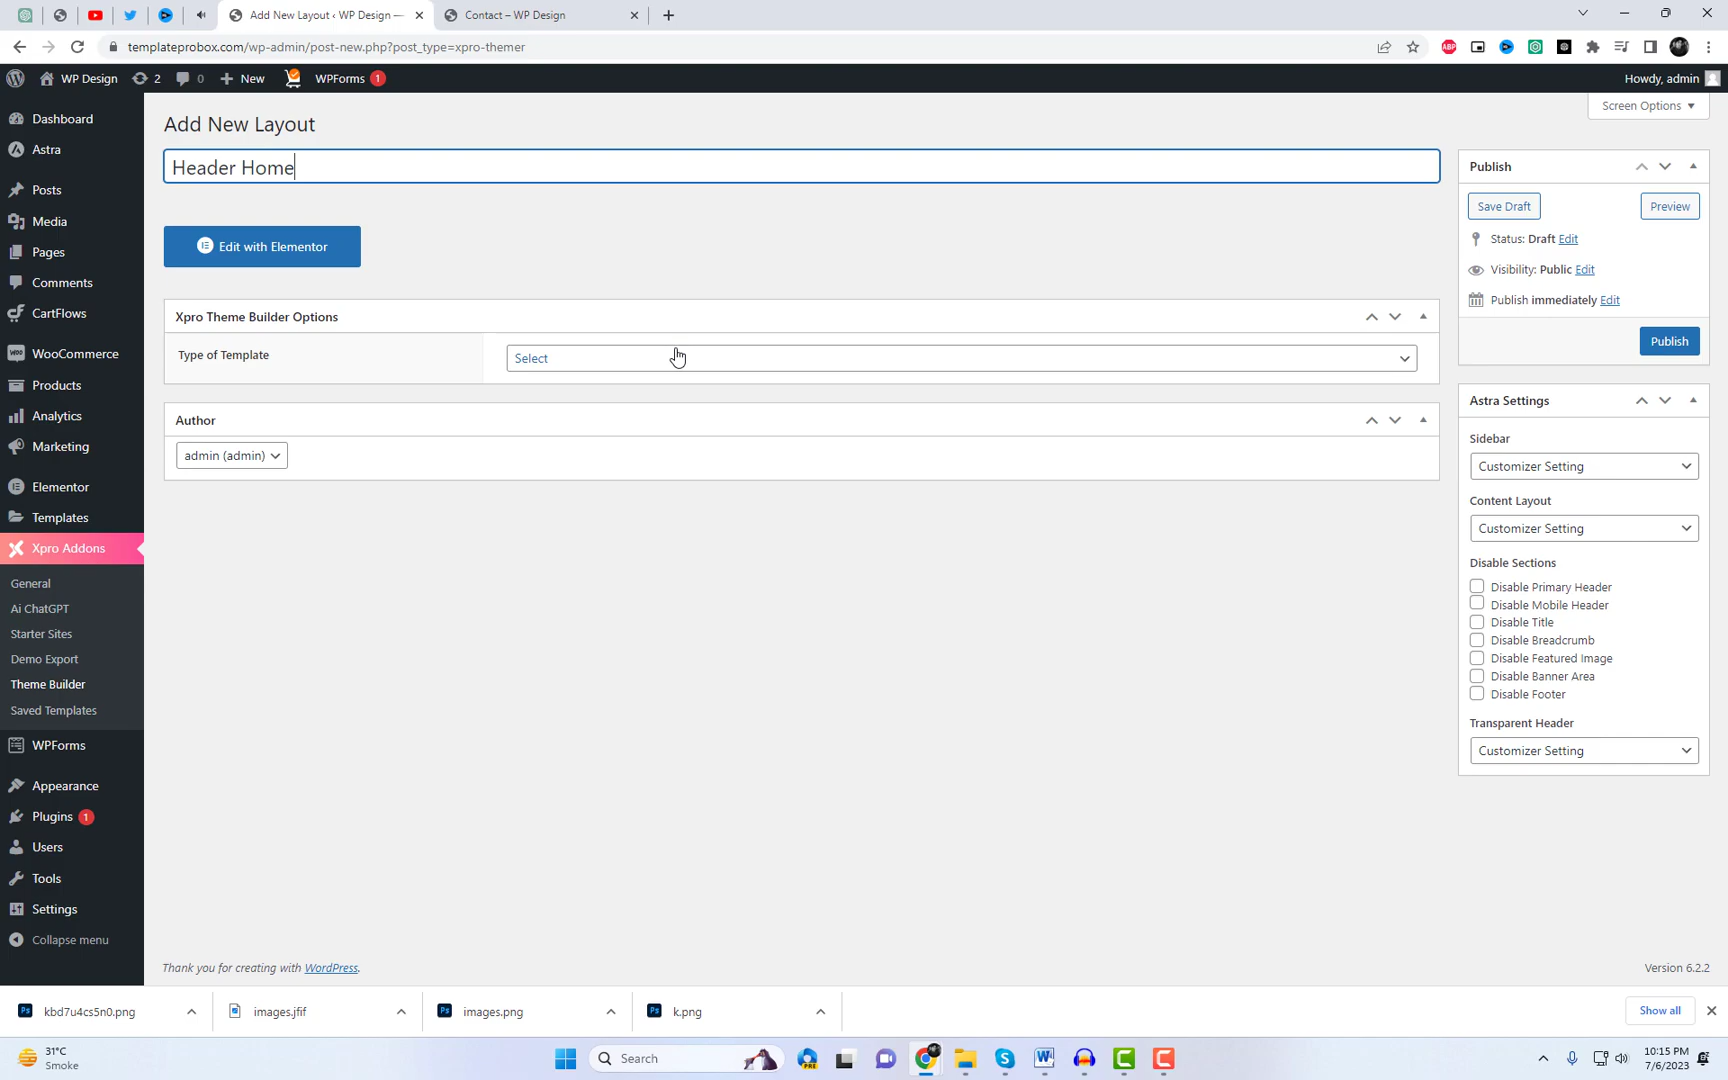 Add New Layout ‹ WP Design —
Contact – WP Design
templateprobox.com/wp-admin/post-new.php?post_type=xpro-themer
ABP
WP Design
2
0
New
WPForms 1
Howdy, admin
Screen Options
Dashboard
Astra
Posts
Media
Pages
Comments
CartFlows
WooCommerce
Products
Analytics
Marketing
Elementor
Templates
Xpro Addons
General
Ai ChatGPT
Starter Sites
Demo Export
Theme Builder
Saved Templates
WPForms
Appearance
Plugins 1
Users
Tools
Settings
Collapse menu
Add New Layout
Header Home
Edit with Elementor
Xpro Theme Builder Options
Type of Template
Select
Author
admin (admin)
Publish
Save Draft
Preview
Status: Draft Edit
Visibility: Public Edit
Publish immediately Edit
Publish
Astra Settings
Sidebar
Customizer Setting
Content Layout
Customizer Setting
Disable Sections
Disable Primary Header
Disable Mobile Header
Disable Title
Disable Breadcrumb
Disable Featured Image
Disable Banner Area
Disable Footer
Transparent Header
Customizer Setting
Thank you for creating with WordPress.
Version 6.2.2
kbd7u4cs5n0.png
images.jfif
images.png
k.png
Show all
31°C
Smoke
Search
PRE
10:15 PM
7/6/2023